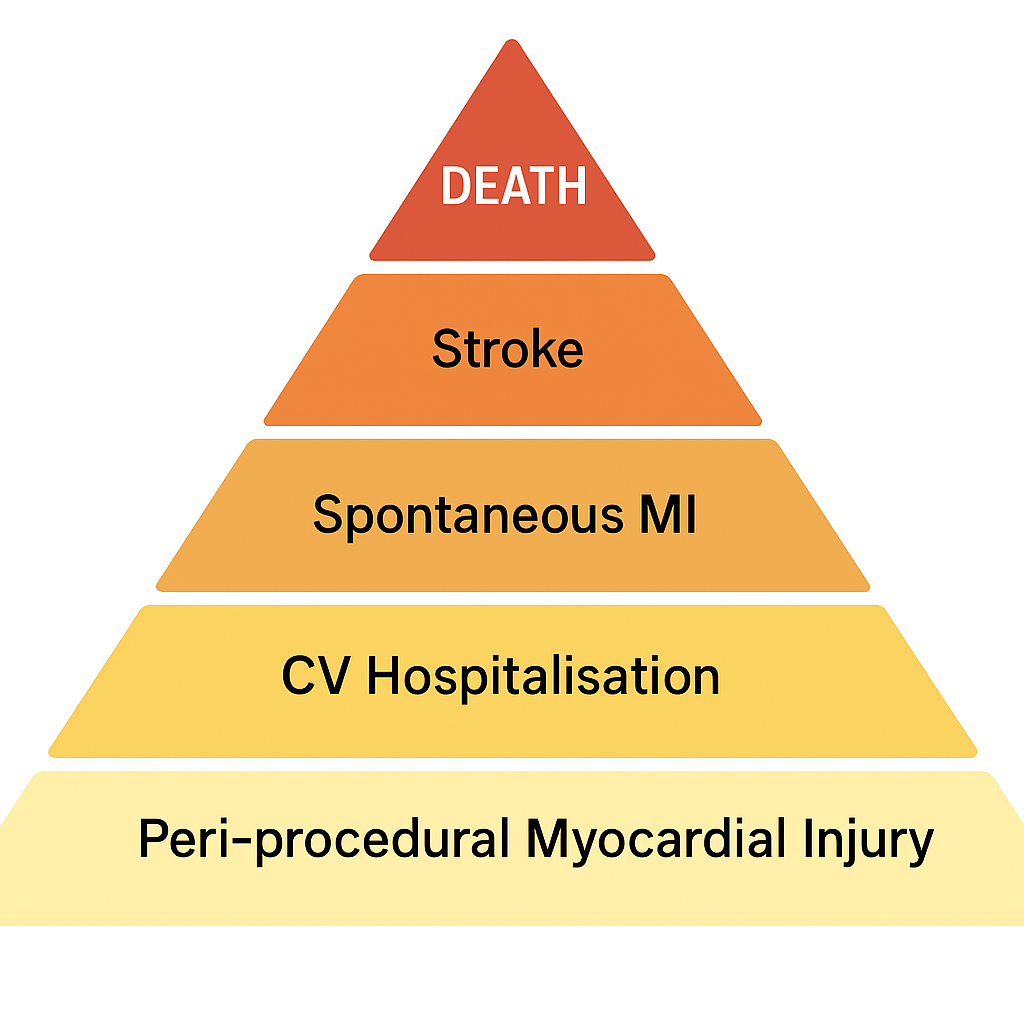 DEATH
Stroke
Spontaneous MI
CV Hospitalisation
Peri-procedural Myocardial Injury